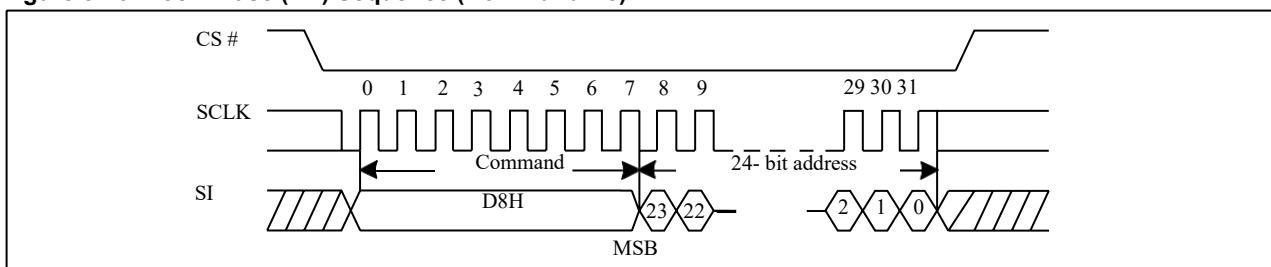 CS #
0 1 2 3 4 5 6 7 8 9 29 30 31
SCLK
Command 24- bit address
SI D8H 23 22 2 1 0
MSB